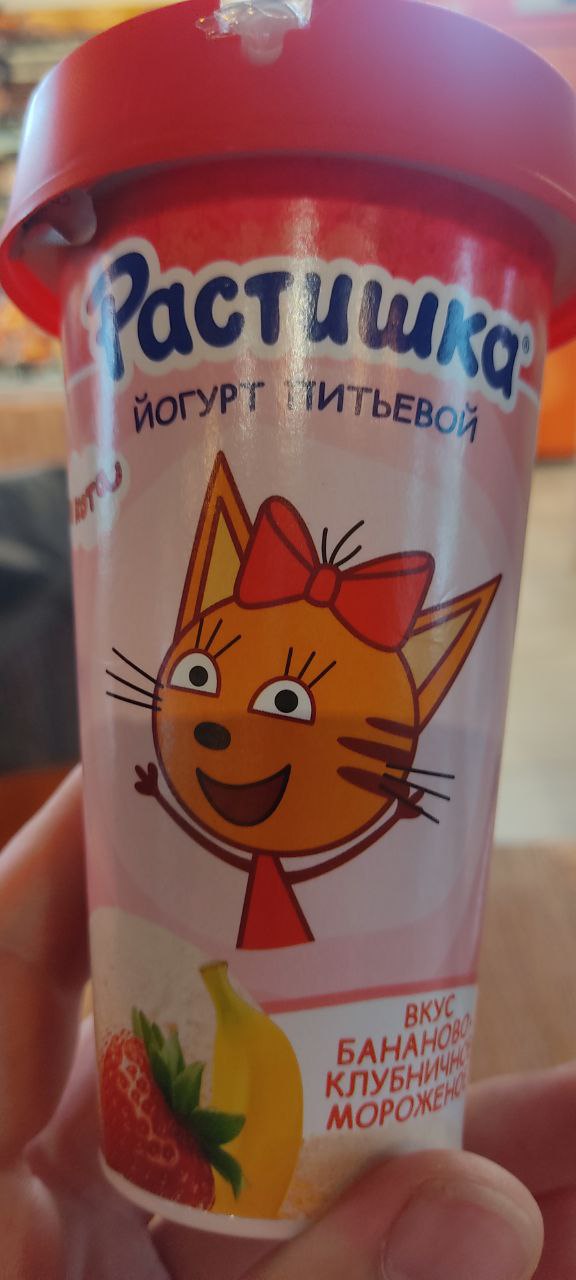 Растишка®
ЙОГУРТ ПИТЬЕВОЙ
ВКУС
БАНАНОВО-
КЛУБНИЧНО
МОРОЖЕНО